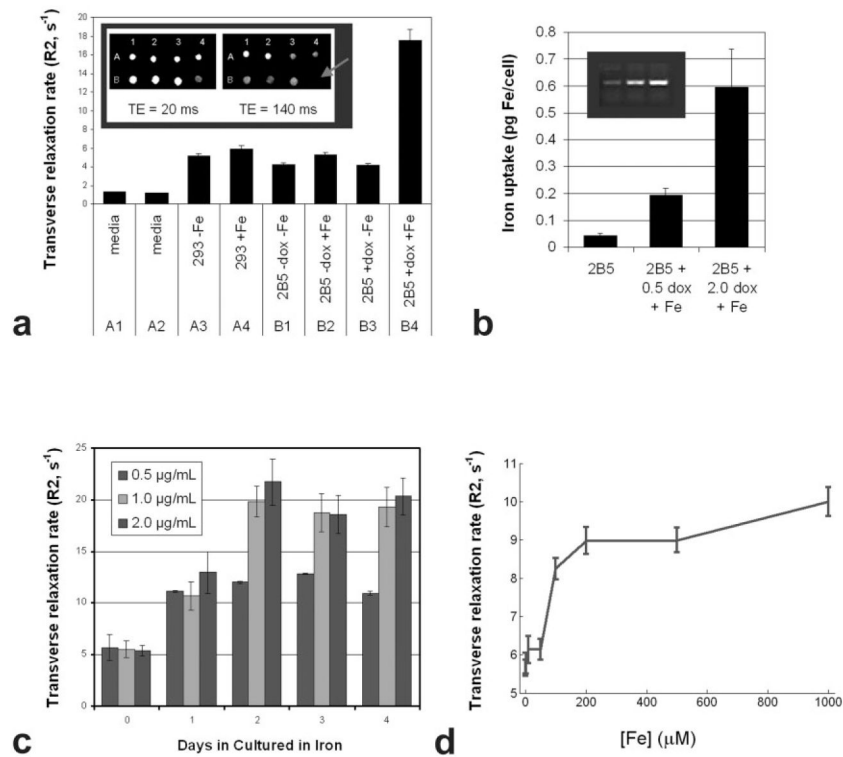 Transverse relaxation rate (R2, s⁻¹)
20
18
16
14
12
10
8
6
4
2
0
1 2 3 4
A
B
1 2 3 4
A
B
TE = 20 ms
TE = 140 ms
media
media
293 -Fe
293 +Fe
2B5 -dox -Fe
2B5 -dox +Fe
2B5 +dox -Fe
2B5 +dox +Fe
A1 A2 A3 A4 B1 B2 B3 B4
a
Iron uptake (pg Fe/cell)
0.8
0.7
0.6
0.5
0.4
0.3
0.2
0.1
0
2B5
2B5 +
0.5 dox
+ Fe
2B5 +
2.0 dox
+ Fe
b
Transverse relaxation rate (R2, s⁻¹)
25
20
15
10
5
0
0.5 µg/mL
1.0 µg/mL
2.0 µg/mL
0 1 2 3 4
Days in Cultured in Iron
c
Transverse relaxation rate (R2, s⁻¹)
11
10
9
8
7
6
5
0 200 400 600 800 1000
[Fe] (µM)
d